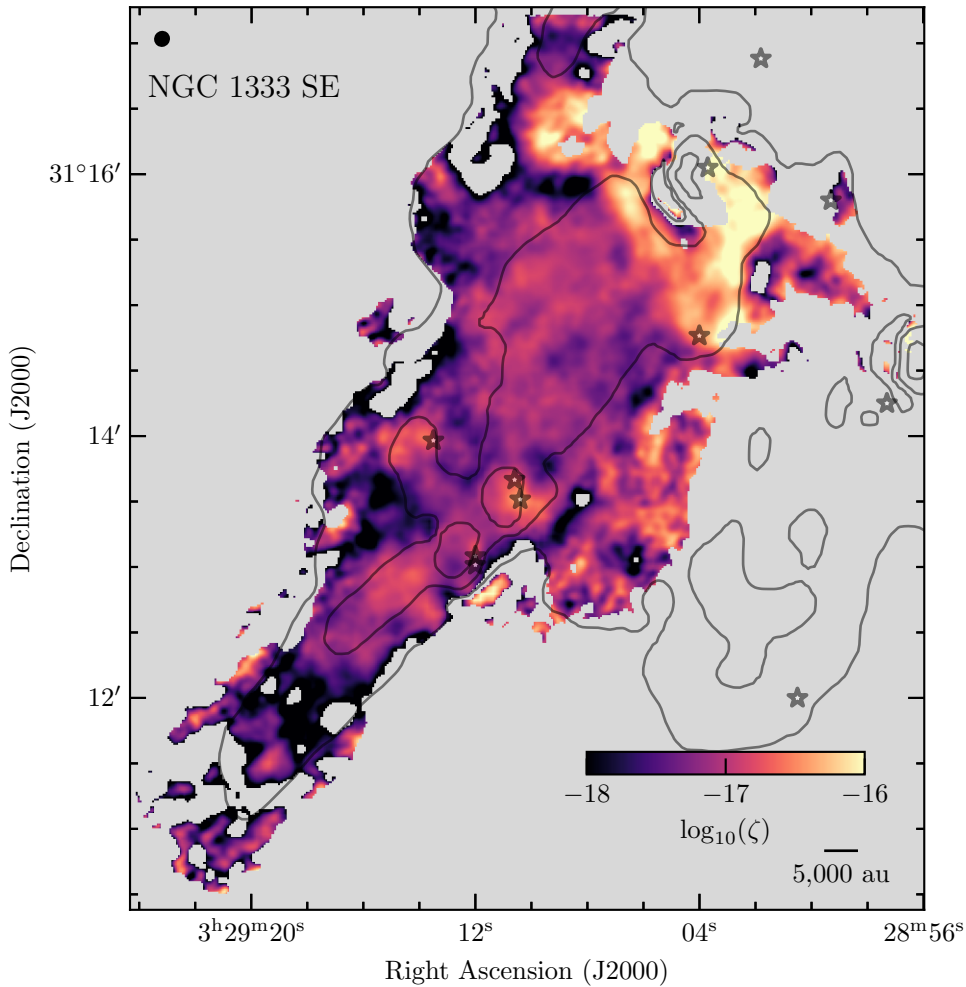 NGC 1333 SE
31°16′
14′
12′
Declination (J2000)
−18 −17 −16
log₁₀(ζ)
5,000 au
3ʰ29ᵐ20ˢ 12ˢ 04ˢ 28ᵐ56ˢ
Right Ascension (J2000)